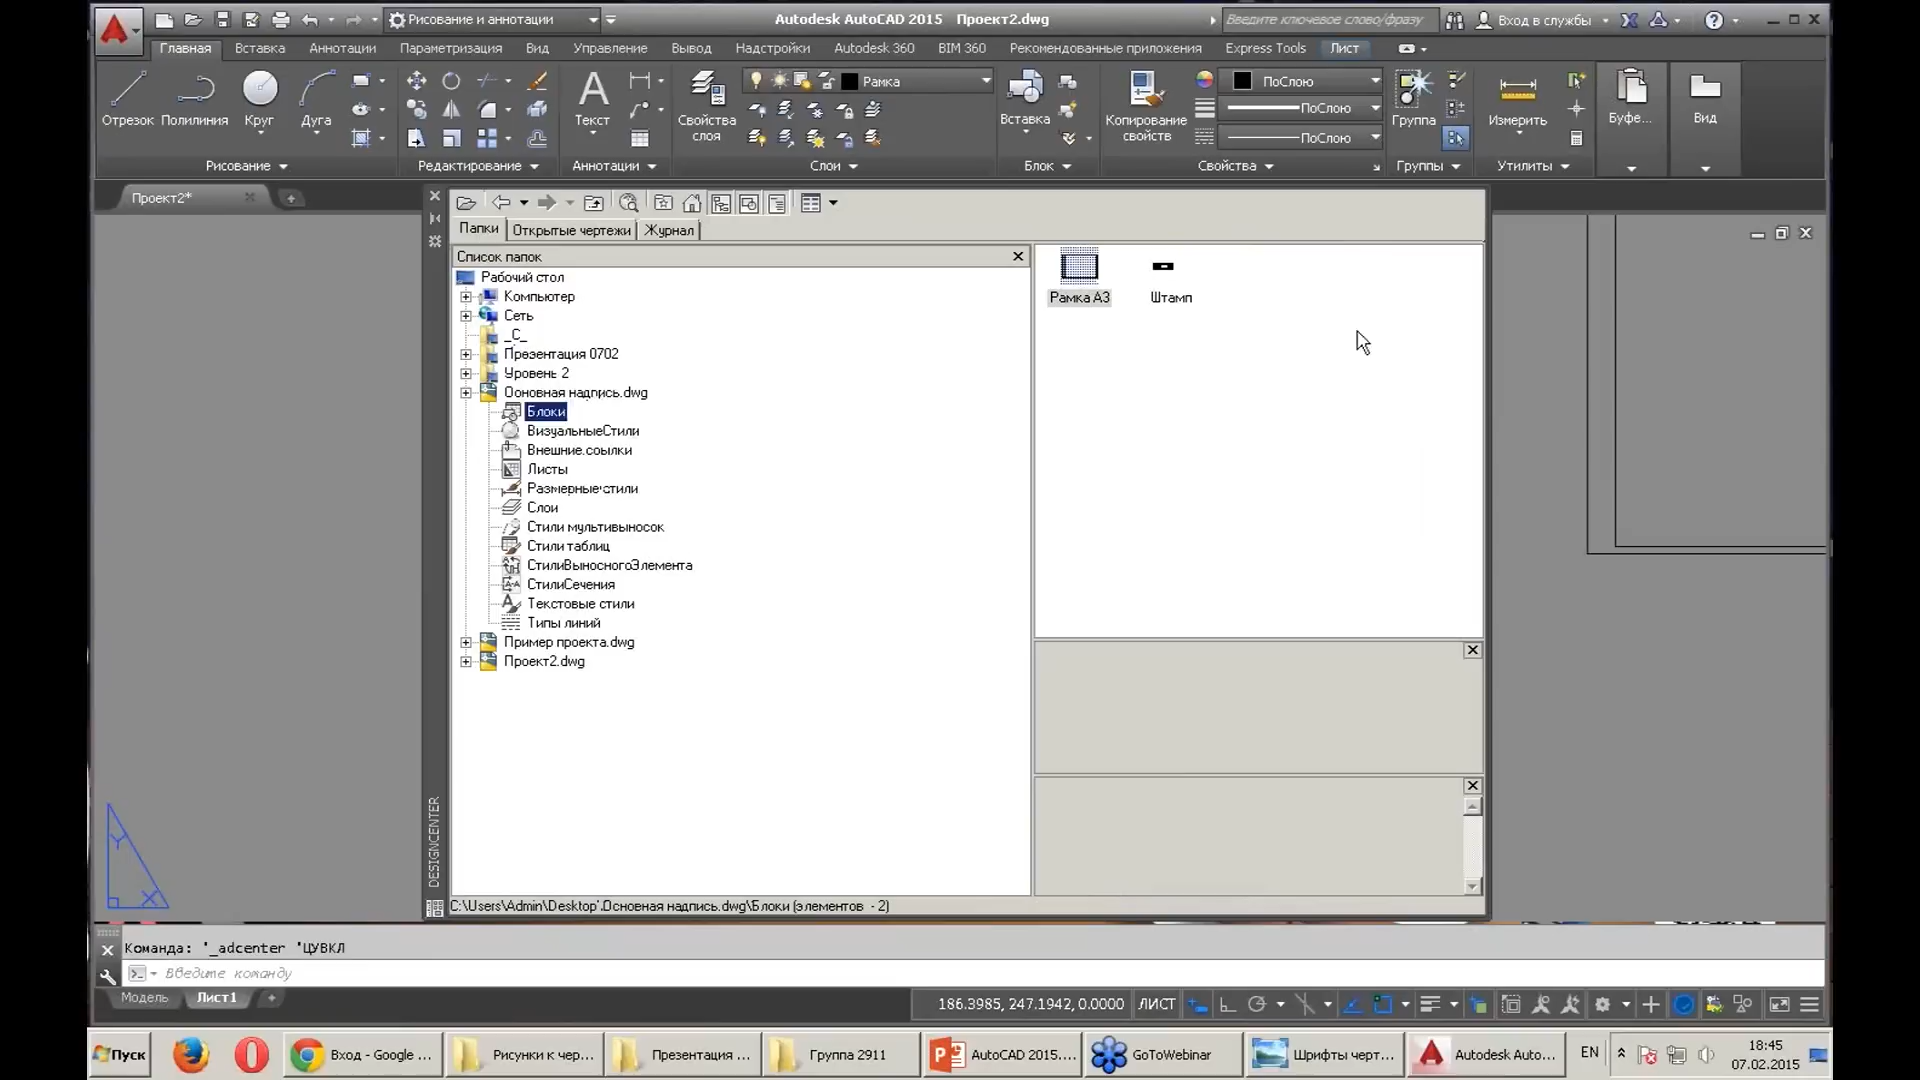 Рисование и аннотации
Autodesk AutoCAD 2015 Проект2.dwg
Введите ключевое слово/фразу
Вход в службы
Главная Вставка Аннотации Параметризация Вид Управление Вывод Надстройки Autodesk 360 BIM 360 Рекомендованные приложения Express Tools Лист
Рамка
ПоСлою
ПоСлою
ПоСлою
Отрезок Полилиния Круг Дуга
Текст
Свойства слоя
Вставка
Копирование свойств
Группа
Измерить
Буфе...
Вид
Рисование Редактирование Аннотации Слои Блок Свойства Группы Утилиты
Проект2*
Папки Открытые чертежи Журнал
Список папок
Рабочий стол
Компьютер
Сеть
_C_
Презентация 0702
Уровень 2
Основная надпись.dwg
Блоки
ВизуальныеСтили
Внешние ссылки
Листы
Размерные стили
Слои
Стили мультивыносок
Стили таблиц
СтилиВыносногоЭлемента
СтилиСечения
Текстовые стили
Типы линий
Пример проекта.dwg
Проект2.dwg
Рамка А3 Штамп
DESIGNCENTER
C:\Users\Admin\Desktop\Основная надпись.dwg\Блоки (элементов - 2)
Y
X
Команда: '_adcenter 'ЦУВКЛ
Введите команду
Модель Лист1
186.3985, 247.1942, 0.0000 ЛИСТ
Пуск
Вход - Google ...
Рисунки к чер...
Презентация ...
Группа 2911
AutoCAD 2015....
GoToWebinar
Шрифты черт...
Autodesk Auto...
EN
18:45
07.02.2015